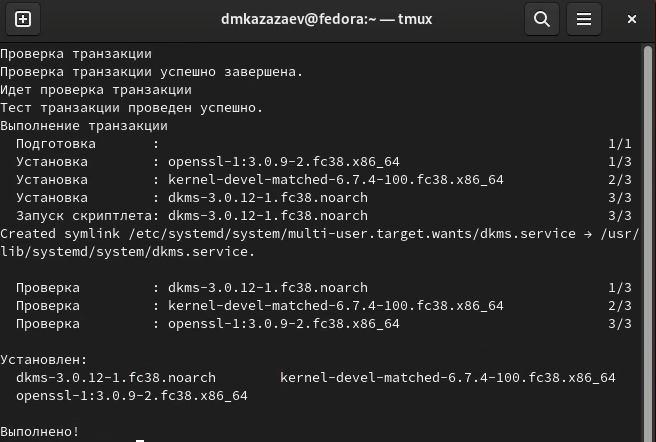 dmkazazaev@fedora:~ — tmux
Проверка транзакции
Проверка транзакции успешно завершена.
Идет проверка транзакции
Тест транзакции проведен успешно.
Выполнение транзакции
  Подготовка       :                                                        1/1
  Установка        : openssl-1:3.0.9-2.fc38.x86_64                          1/3
  Установка        : kernel-devel-matched-6.7.4-100.fc38.x86_64             2/3
  Установка        : dkms-3.0.12-1.fc38.noarch                              3/3
  Запуск скриптлета: dkms-3.0.12-1.fc38.noarch                              3/3
Created symlink /etc/systemd/system/multi-user.target.wants/dkms.service → /usr/
lib/systemd/system/dkms.service.
  Проверка         : dkms-3.0.12-1.fc38.noarch                              1/3
  Проверка         : kernel-devel-matched-6.7.4-100.fc38.x86_64             2/3
  Проверка         : openssl-1:3.0.9-2.fc38.x86_64                          3/3
Установлен:
  dkms-3.0.12-1.fc38.noarch        kernel-devel-matched-6.7.4-100.fc38.x86_64
  openssl-1:3.0.9-2.fc38.x86_64
Выполнено!